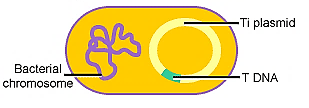 Ti plasmid
Bacterial
chromosome
T DNA